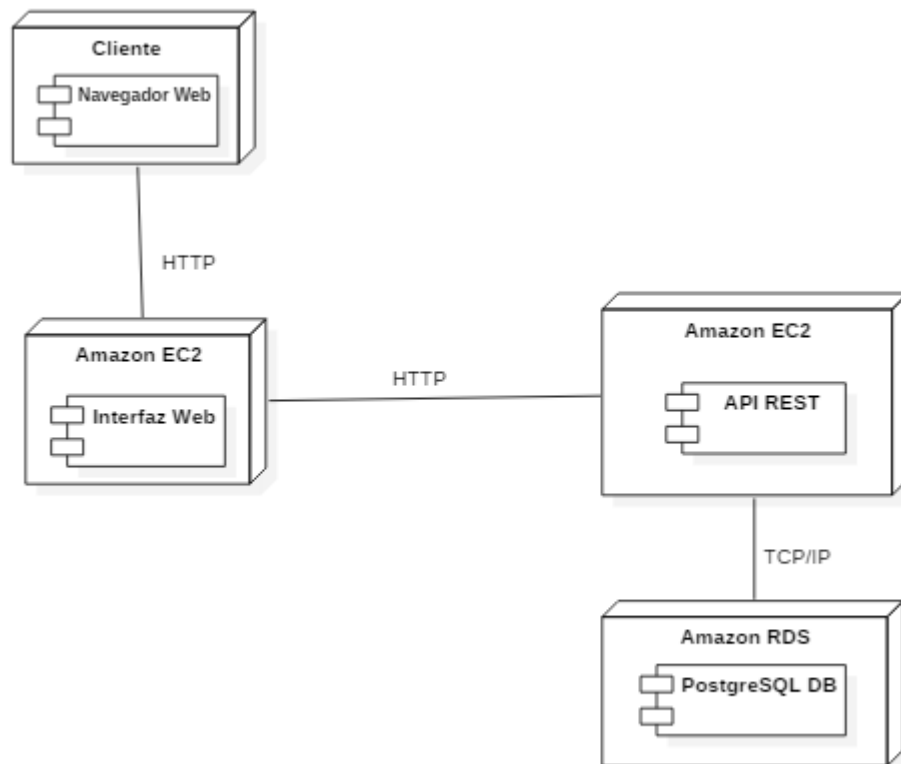 Cliente
Navegador Web
HTTP
Amazon EC2
Interfaz Web
HTTP
Amazon EC2
API REST
TCP/IP
Amazon RDS
PostgreSQL DB